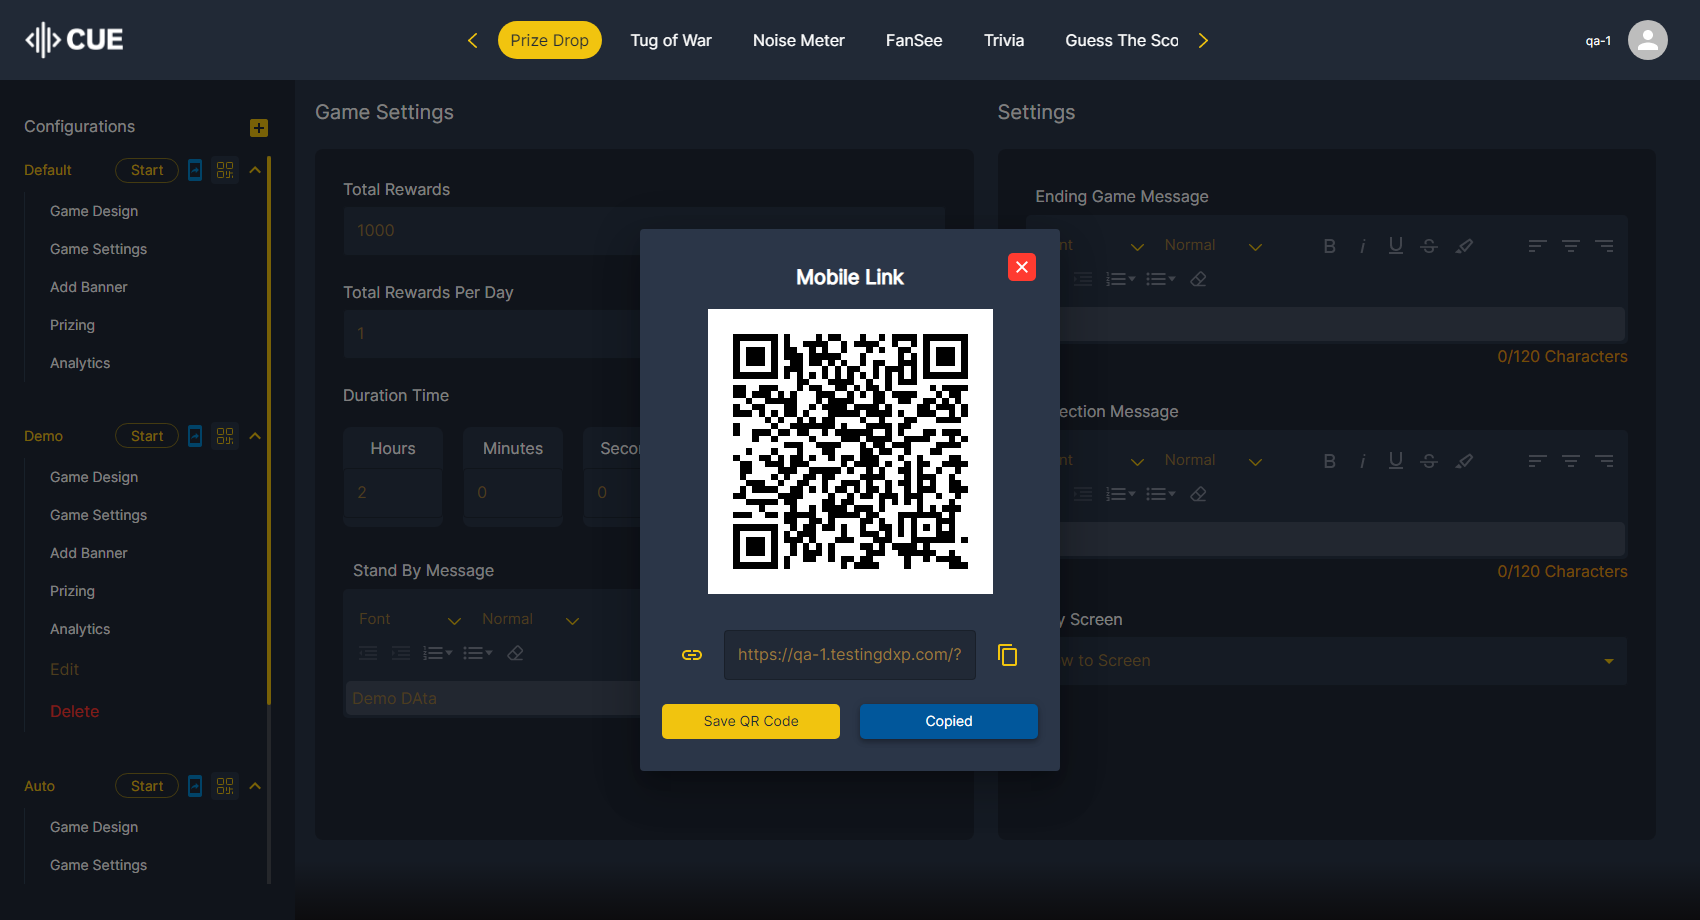 CUE
Prize Drop
Tug of War
Noise Meter
FanSee
Trivia
Guess The Sco
qa-1
Configurations
Default
Start
Game Design
Game Settings
Add Banner
Prizing
Analytics
Demo
Start
Game Design
Game Settings
Add Banner
Prizing
Analytics
Edit
Delete
Auto
Start
Game Design
Game Settings
Game Settings
Total Rewards
1000
Total Rewards Per Day
1
Duration Time
Hours
Minutes
Secon
2
0
0
Stand By Message
Font
Normal
Demo DAta
Mobile Link
https://qa-1.testingdxp.com/?
Save QR Code
Copied
Settings
Ending Game Message
nt
Normal
B
i
U
S
0/120 Characters
ection Message
nt
Normal
B
i
U
S
0/120 Characters
y Screen
w to Screen